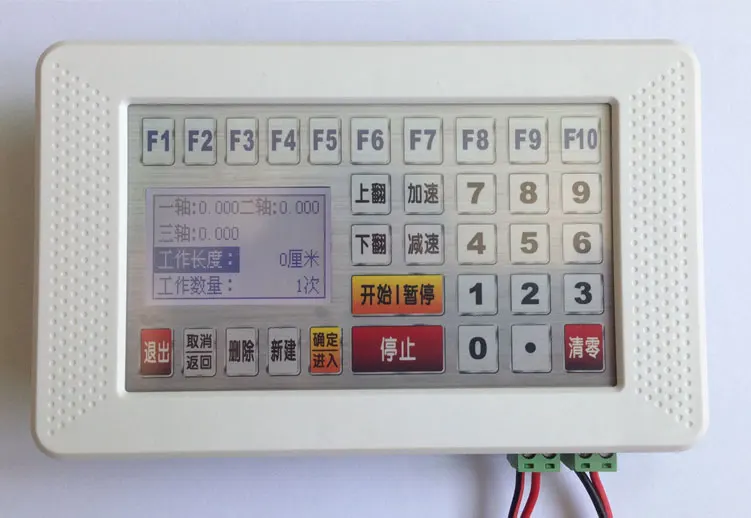 F1 F2 F3 F4 F5 F6 F7 F8 F9 F10
一轴:0.000二轴:0.000
三轴:0.000
工作长度: 0厘米
工作数量: 1次
上翻 加速 7 8 9
下翻 减速 4 5 6
开始|暂停 1 2 3
退出 取消 返回 删除 新建 确定 进入 停止 0 • 清零